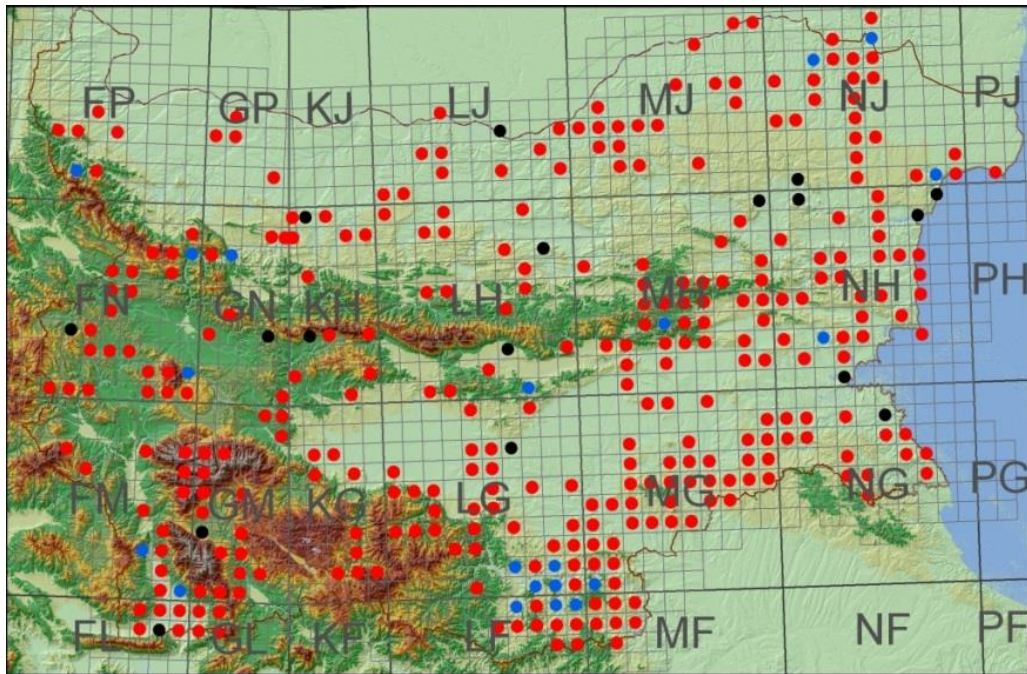 FP GP KJ LJ MJ NJ PJ
FN GN KH LH MH NH PH
FM GM KG LG MG NG PG
FL GL KF LF MF NF PF